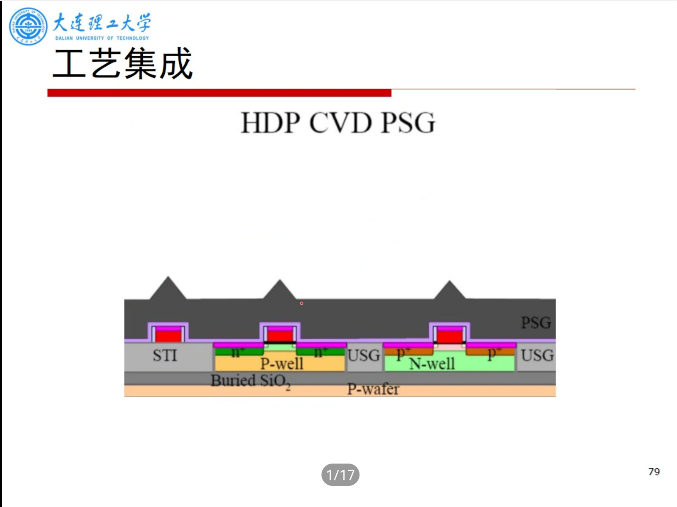 大连理工大学
DALIAN UNIVERSITY OF TECHNOLOGY
工艺集成
HDP CVD PSG
PSG
STI n⁺ n⁺ USG p⁺ p⁺ USG
P-well N-well
Buried SiO₂
P-wafer
1/17
79